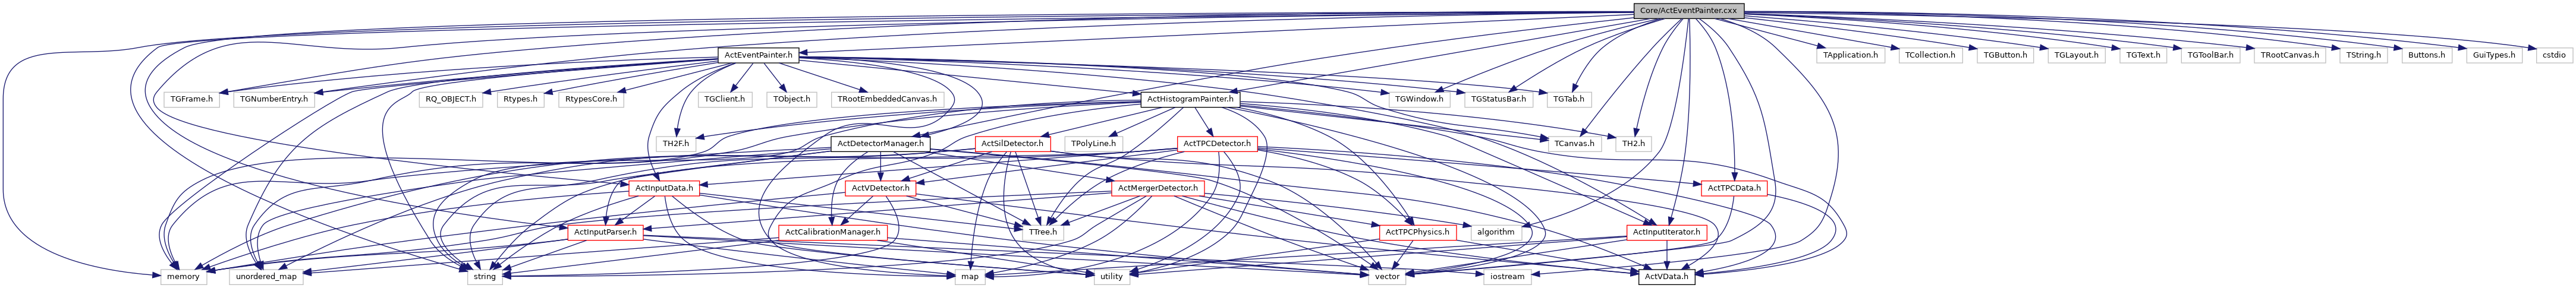 Core/ActEventPainter.cxx
ActEventPainter.h
TApplication.h
TCollection.h
TGButton.h
TGLayout.h
TGText.h
TGToolBar.h
TRootCanvas.h
TString.h
Buttons.h
GuiTypes.h
cstdio
TGFrame.h
TGNumberEntry.h
RQ_OBJECT.h
Rtypes.h
RtypesCore.h
TGClient.h
TObject.h
TRootEmbeddedCanvas.h
ActHistogramPainter.h
TGWindow.h
TGStatusBar.h
TGTab.h
TH2F.h
ActDetectorManager.h
ActSilDetector.h
TPolyLine.h
ActTPCDetector.h
TCanvas.h
TH2.h
ActInputData.h
ActVDetector.h
ActMergerDetector.h
ActTPCData.h
ActInputParser.h
ActCalibrationManager.h
TTree.h
ActTPCPhysics.h
algorithm
ActInputIterator.h
memory
unordered_map
string
map
utility
vector
iostream
ActVData.h